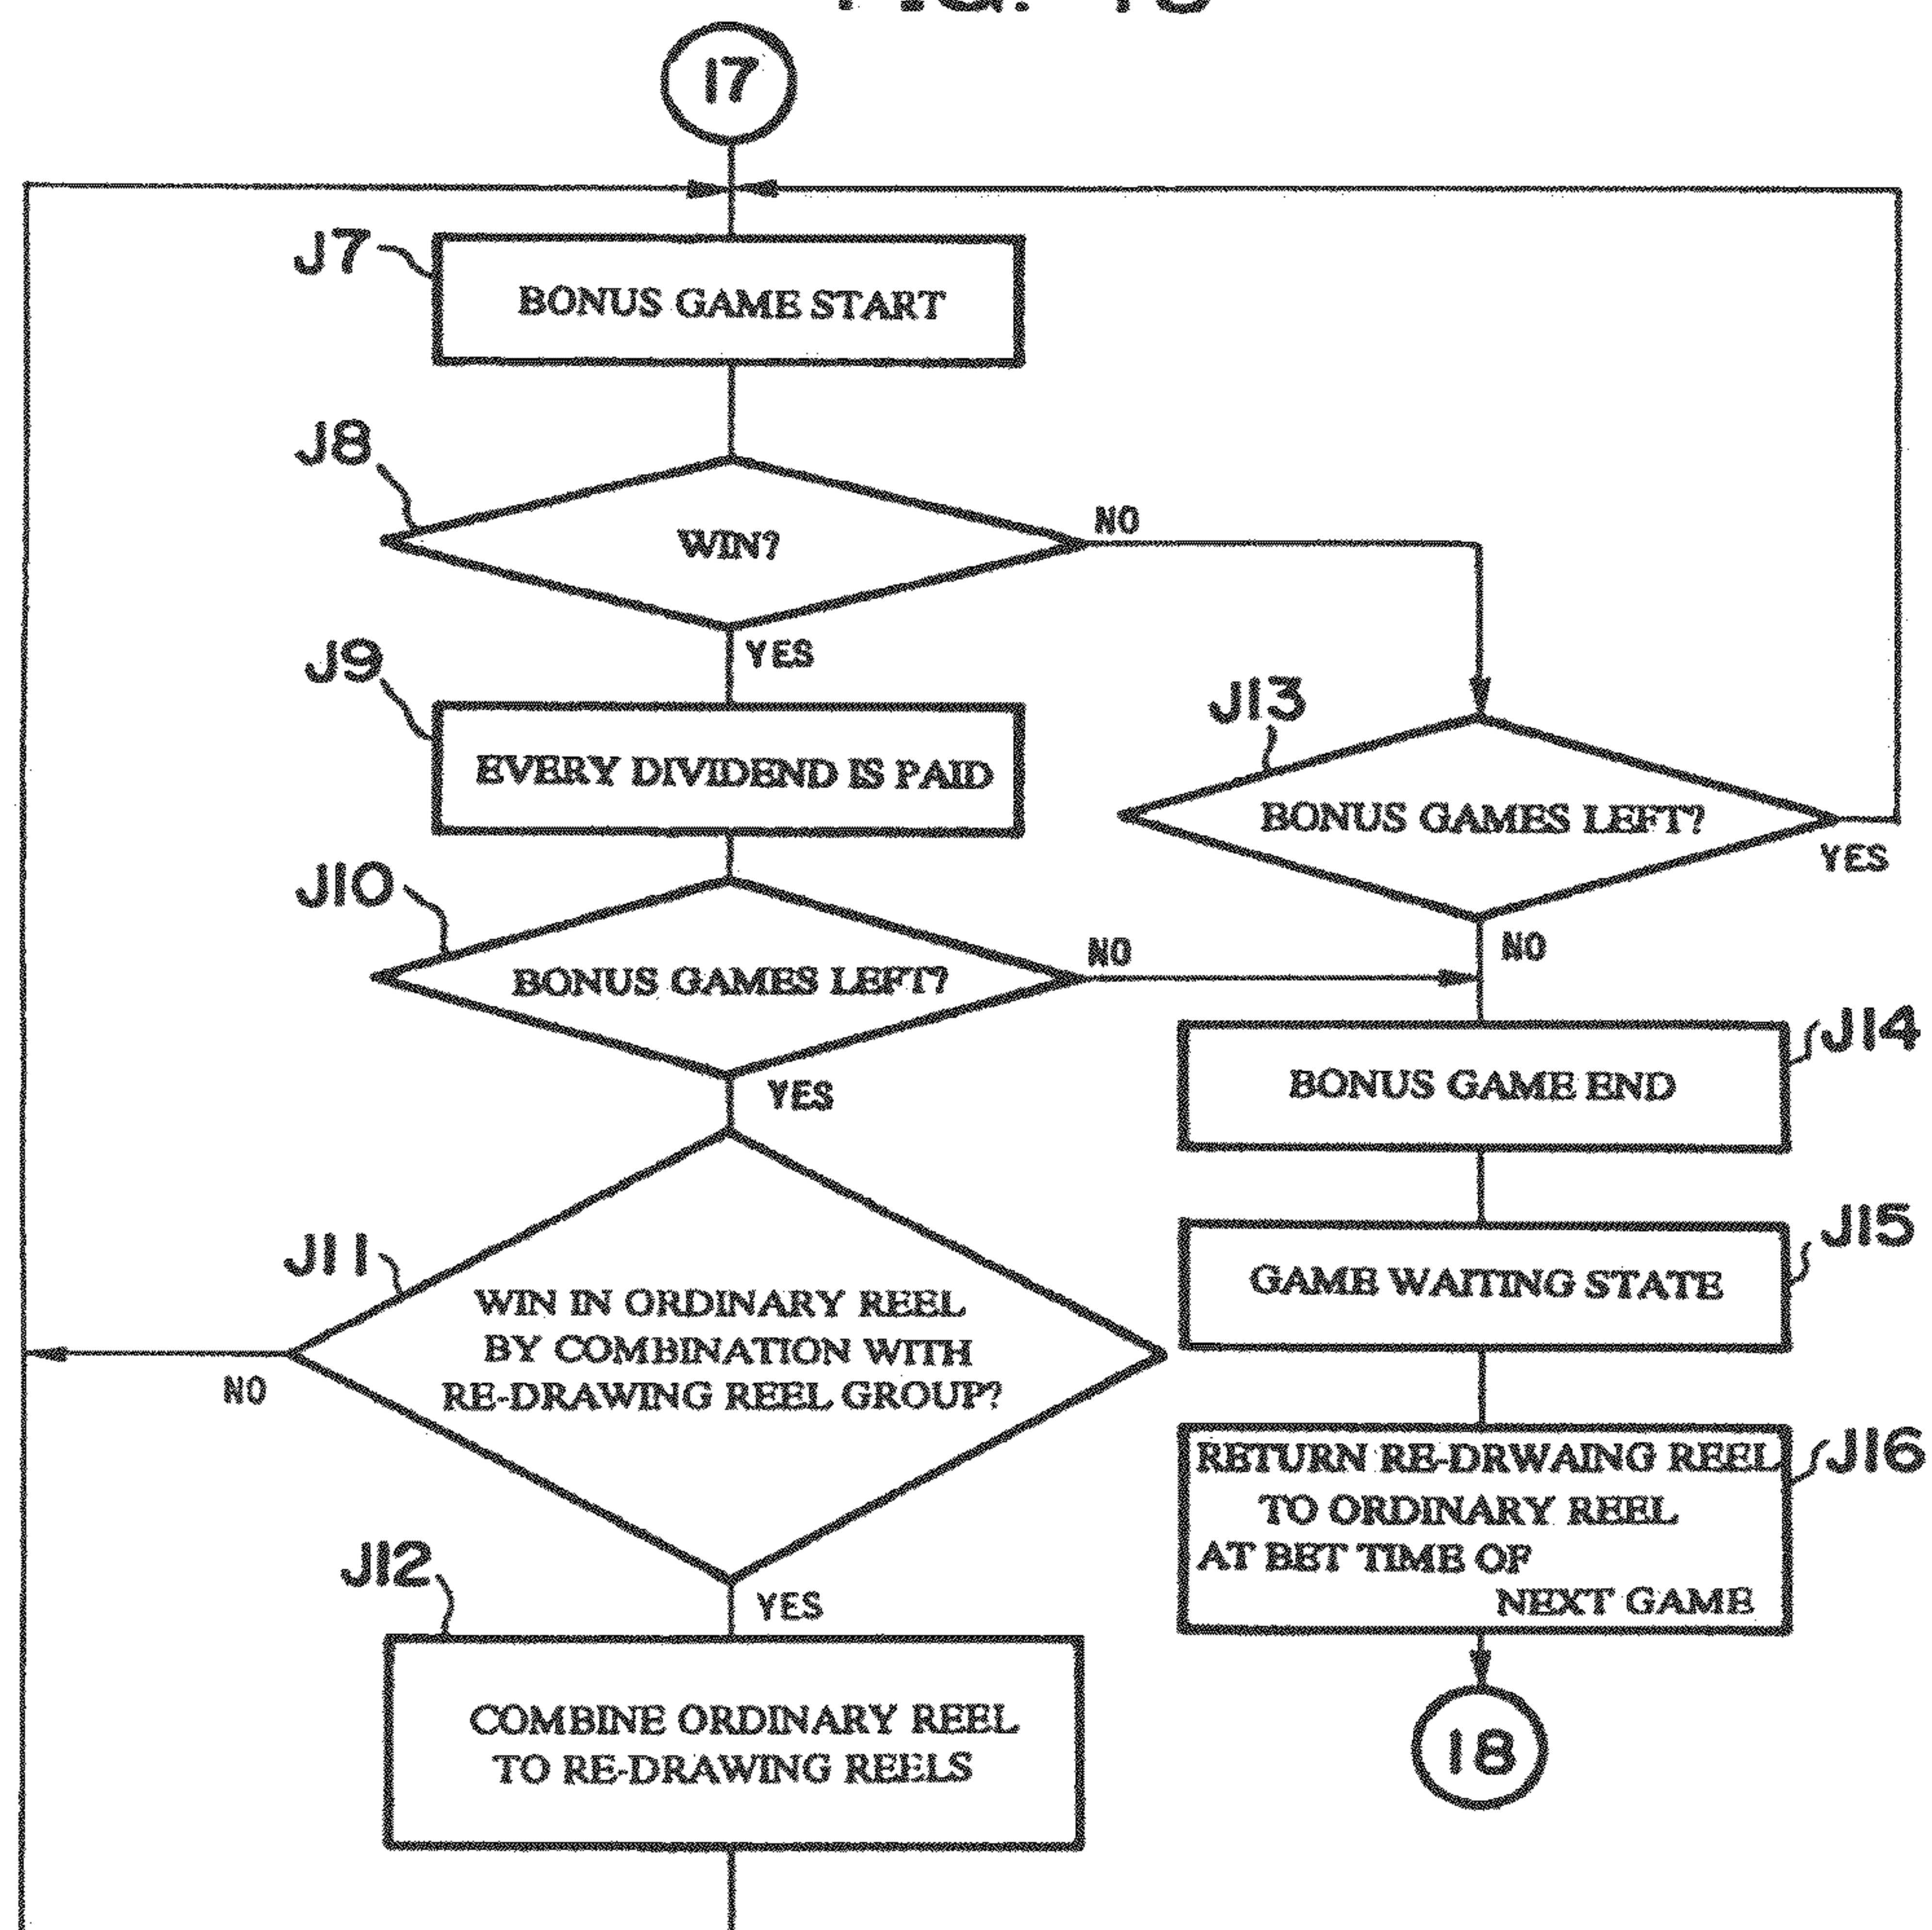 17
J7
BONUS GAME START
J8
WIN?
NO
YES
J9
EVERY DIVIDEND IS PAID
J13
BONUS GAMES LEFT?
YES
NO
J10
BONUS GAMES LEFT?
NO
YES
J14
BONUS GAME END
J11
WIN IN ORDINARY REEL
BY COMBINATION WITH
RE-DRAWING REEL GROUP?
NO
YES
J15
GAME WAITING STATE
J16
RETURN RE-DRWAING REEL
TO ORDINARY REEL
AT BET TIME OF
NEXT GAME
J12
COMBINE ORDINARY REEL
TO RE-DRAWING REELS
18